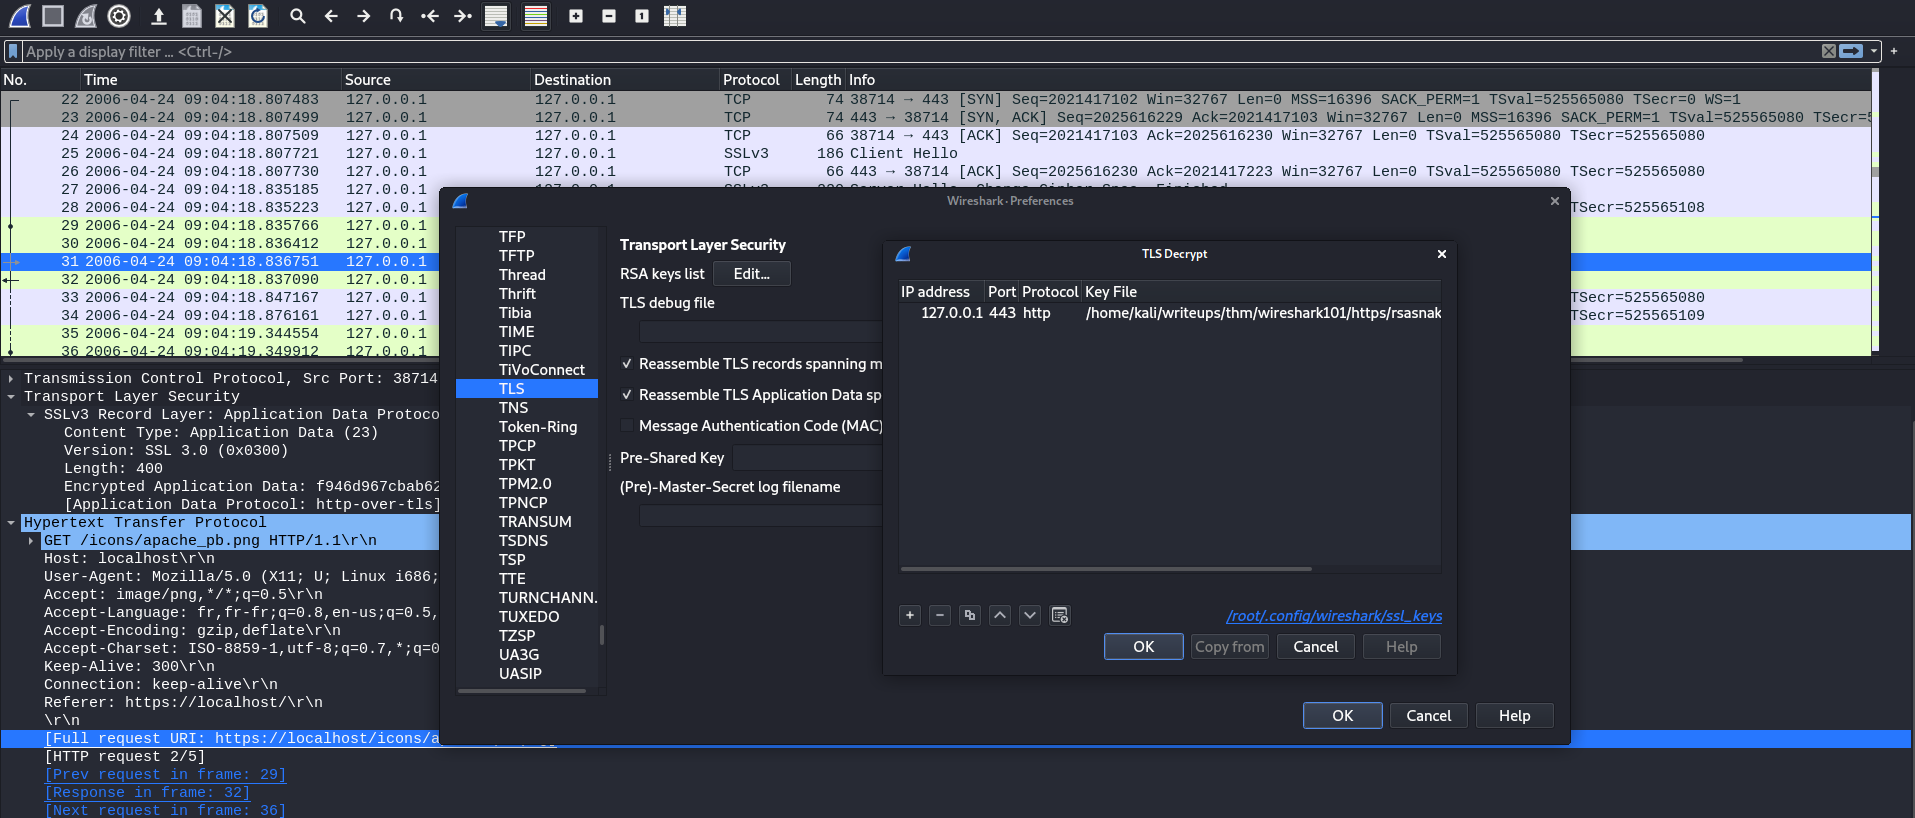 Apply a display filter ... <Ctrl-/>
No. Time Source Destination Protocol Length Info
22 2006-04-24 09:04:18.807483 127.0.0.1 127.0.0.1 TCP 74 38714 → 443 [SYN] Seq=2021417102 Win=32767 Len=0 MSS=16396 SACK_PERM=1 TSval=525565080 TSecr=0 WS=1
23 2006-04-24 09:04:18.807499 127.0.0.1 127.0.0.1 TCP 74 443 → 38714 [SYN, ACK] Seq=2025616229 Ack=2021417103 Win=32767 Len=0 MSS=16396 SACK_PERM=1 TSval=525565080 TSecr=5
24 2006-04-24 09:04:18.807509 127.0.0.1 127.0.0.1 TCP 66 38714 → 443 [ACK] Seq=2021417103 Ack=2025616230 Win=32767 Len=0 TSval=525565080 TSecr=525565080
25 2006-04-24 09:04:18.807721 127.0.0.1 127.0.0.1 SSLv3 186 Client Hello
26 2006-04-24 09:04:18.807730 127.0.0.1 127.0.0.1 TCP 66 443 → 38714 [ACK] Seq=2025616230 Ack=2021417223 Win=32767 Len=0 TSval=525565080 TSecr=525565080
27 2006-04-24 09:04:18.835185 127.0.0.1
28 2006-04-24 09:04:18.835223 127.0.0.1 TSecr=525565108
29 2006-04-24 09:04:18.835766 127.0.0.1
30 2006-04-24 09:04:18.836412 127.0.0.1
31 2006-04-24 09:04:18.836751 127.0.0.1
32 2006-04-24 09:04:18.837090 127.0.0.1
33 2006-04-24 09:04:18.847167 127.0.0.1 TSecr=525565080
34 2006-04-24 09:04:18.876161 127.0.0.1 TSecr=525565109
35 2006-04-24 09:04:19.344554 127.0.0.1
36 2006-04-24 09:04:19.349912 127.0.0.1
Transmission Control Protocol, Src Port: 38714
Transport Layer Security
SSLv3 Record Layer: Application Data Protoco
Content Type: Application Data (23)
Version: SSL 3.0 (0x0300)
Length: 400
Encrypted Application Data: f946d967cbab62
[Application Data Protocol: http-over-tls]
Hypertext Transfer Protocol
GET /icons/apache_pb.png HTTP/1.1\r\n
Host: localhost\r\n
User-Agent: Mozilla/5.0 (X11; U; Linux i686;
Accept: image/png,*/*;q=0.5\r\n
Accept-Language: fr,fr-fr;q=0.8,en-us;q=0.5,
Accept-Encoding: gzip,deflate\r\n
Accept-Charset: ISO-8859-1,utf-8;q=0.7,*;q=0
Keep-Alive: 300\r\n
Connection: keep-alive\r\n
Referer: https://localhost/\r\n
\r\n
[Full request URI: https://localhost/icons/a
[HTTP request 2/5]
[Prev request in frame: 29]
[Response in frame: 32]
[Next request in frame: 36]
Wireshark · Preferences
TFP
TFTP
Thread
Thrift
Tibia
TIME
TIPC
TiVoConnect
TLS
TNS
Token-Ring
TPCP
TPKT
TPM2.0
TPNCP
TRANSUM
TSDNS
TSP
TTE
TURNCHANN.
TUXEDO
TZSP
UA3G
UASIP
Transport Layer Security
RSA keys list Edit...
TLS debug file
Reassemble TLS records spanning m
Reassemble TLS Application Data sp
Message Authentication Code (MAC)
Pre-Shared Key
(Pre)-Master-Secret log filename
TLS Decrypt
IP address Port Protocol Key File
127.0.0.1 443 http /home/kali/writeups/thm/wireshark101/https/rsasnak
/root/.config/wireshark/ssl_keys
OK Copy from Cancel Help
OK Cancel Help